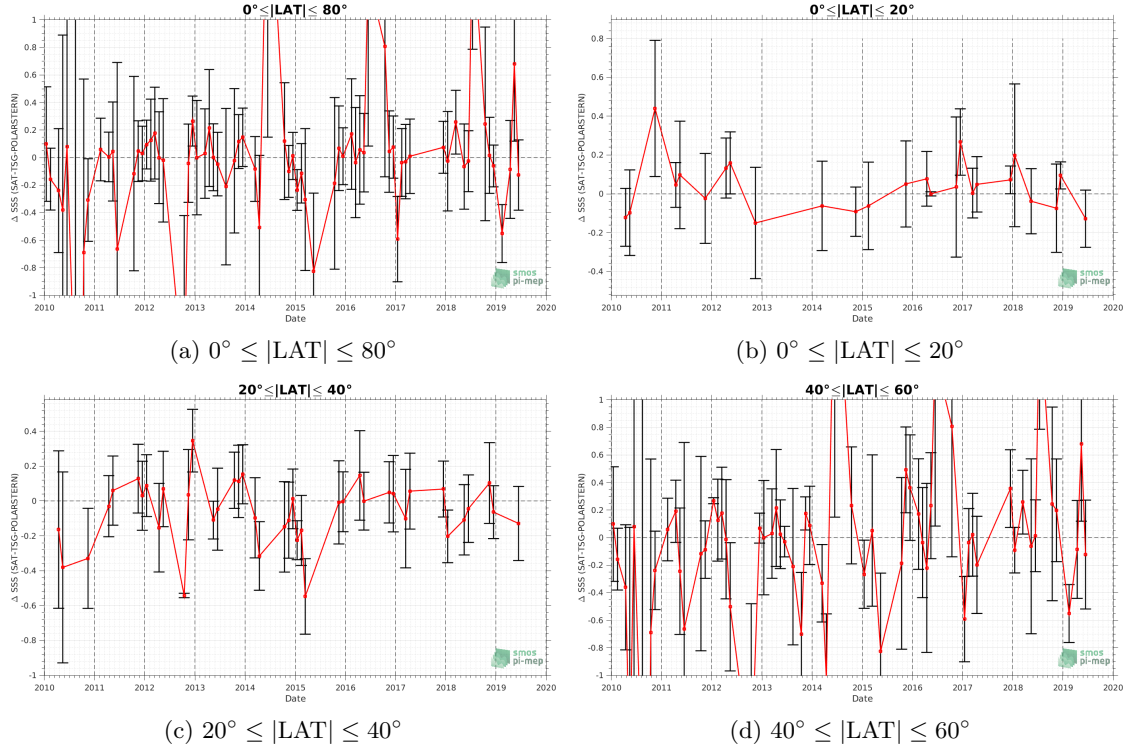 0°≤|LAT|≤ 80°
Δ SSS (SAT-TSG-POLARSTERN)
1
0.8
0.6
0.4
0.2
0
-0.2
-0.4
-0.6
-0.8
-1
2010 2011 2012 2013 2014 2015 2016 2017 2018 2019 2020
Date
smos
pi-mep
(a) 0° ≤ |LAT| ≤ 80°
0°≤|LAT|≤ 20°
Δ SSS (SAT-TSG-POLARSTERN)
0.8
0.6
0.4
0.2
0
-0.2
-0.4
2010 2011 2012 2013 2014 2015 2016 2017 2018 2019 2020
Date
smos
pi-mep
(b) 0° ≤ |LAT| ≤ 20°
20°≤|LAT|≤ 40°
Δ SSS (SAT-TSG-POLARSTERN)
0.4
0.2
0
-0.2
-0.4
-0.6
-0.8
-1
2010 2011 2012 2013 2014 2015 2016 2017 2018 2019 2020
Date
smos
pi-mep
(c) 20° ≤ |LAT| ≤ 40°
40°≤|LAT|≤ 60°
Δ SSS (SAT-TSG-POLARSTERN)
1
0.8
0.6
0.4
0.2
0
-0.2
-0.4
-0.6
-0.8
-1
2010 2011 2012 2013 2014 2015 2016 2017 2018 2019 2020
Date
smos
pi-mep
(d) 40° ≤ |LAT| ≤ 60°